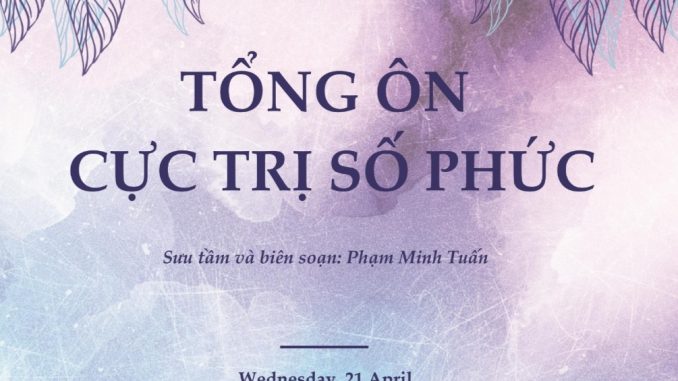 TỔNG ÔN
CỰC TRỊ SỐ PHỨC
Sưu tầm và biên soạn: Phạm Minh Tuấn
Wednesday, 21 April